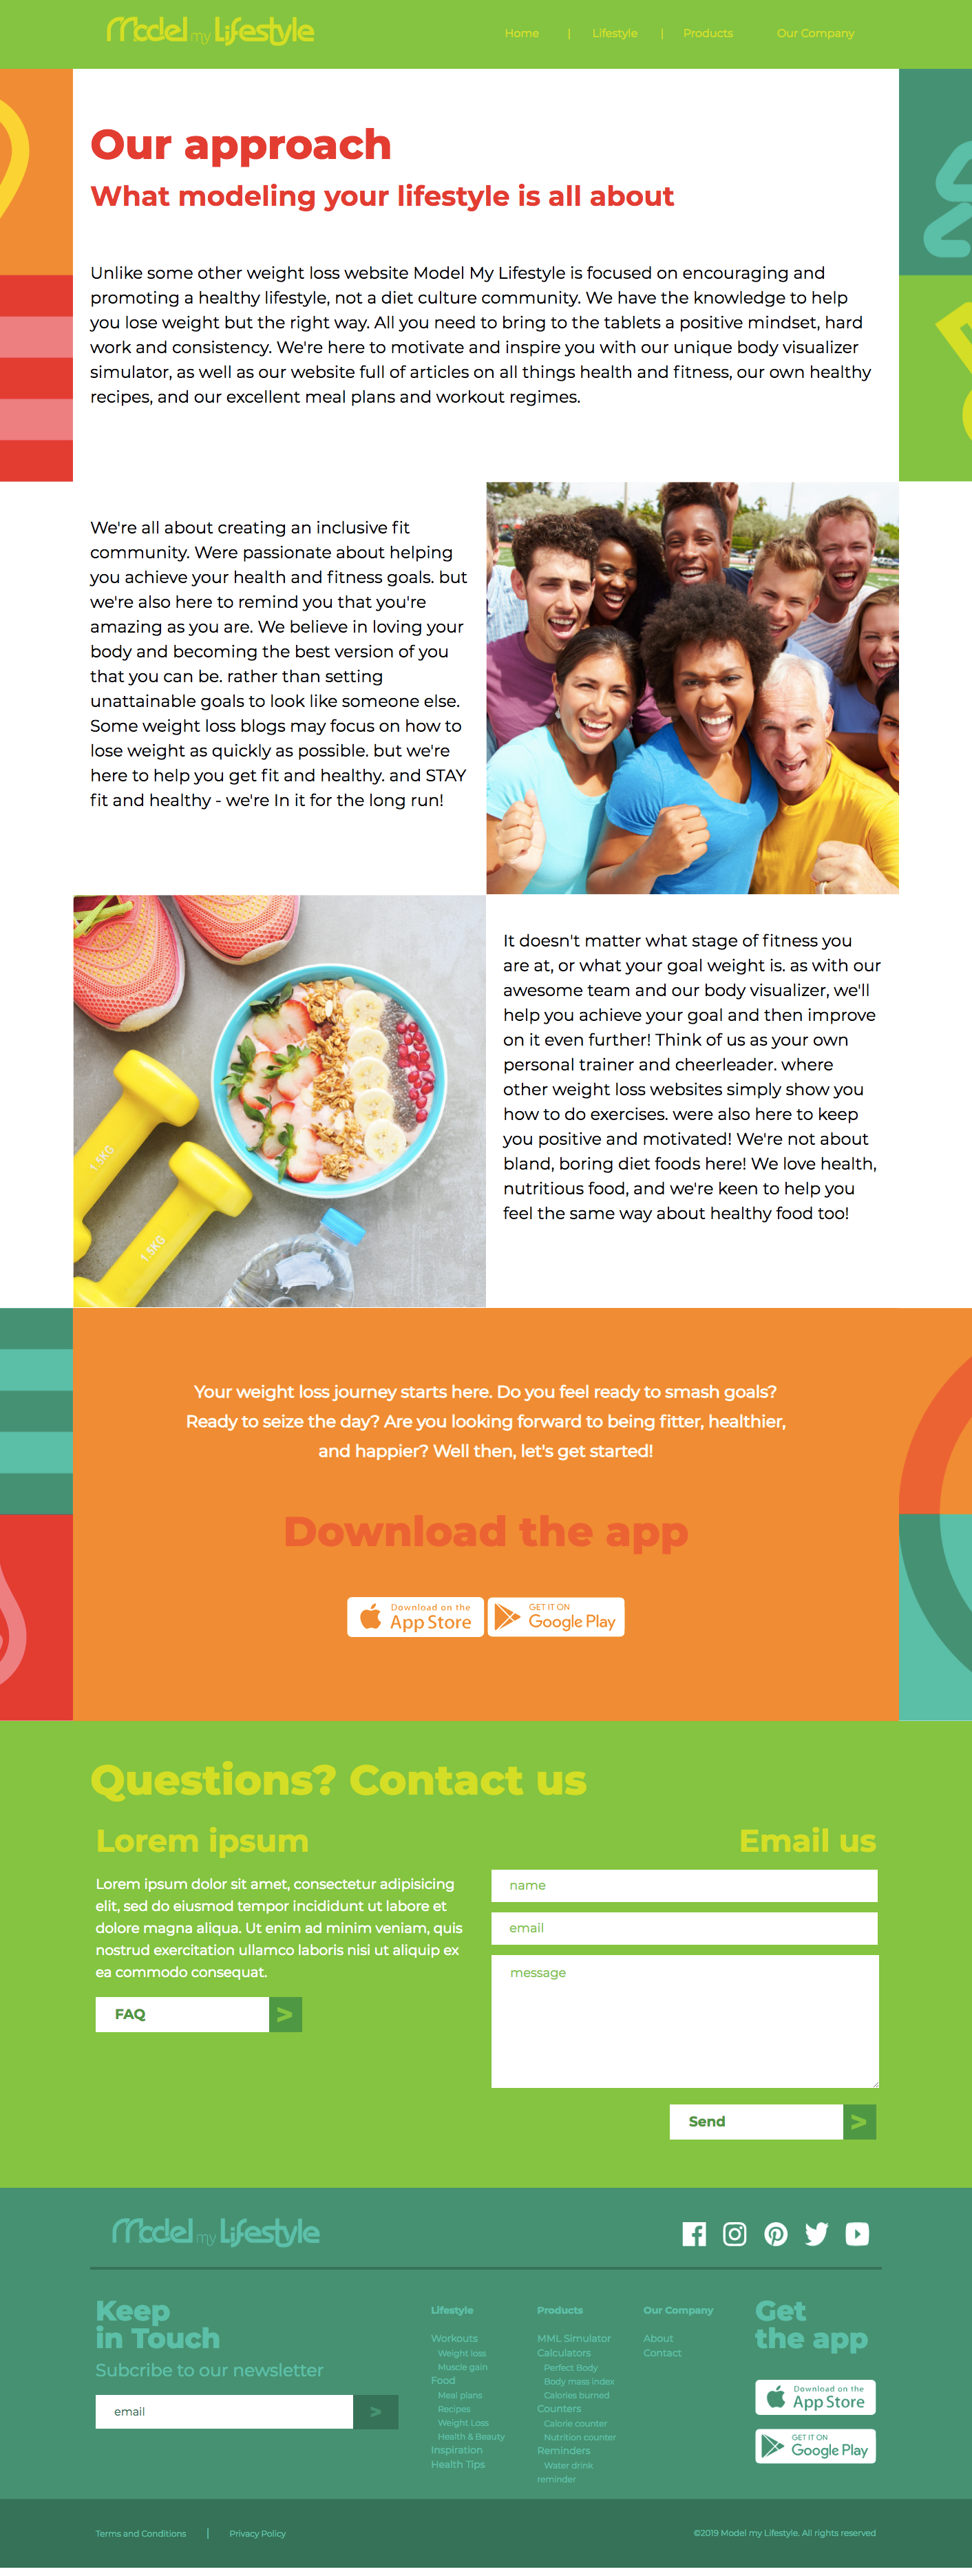 Model my Lifestyle
Home | Lifestyle | Products Our Company
Our approach
What modeling your lifestyle is all about
Unlike some other weight loss website Model My Lifestyle is focused on encouraging and
promoting a healthy lifestyle, not a diet culture community. We have the knowledge to help
you lose weight but the right way. All you need to bring to the tablets a positive mindset, hard
work and consistency. We're here to motivate and inspire you with our unique body visualizer
simulator, as well as our website full of articles on all things health and fitness, our own healthy
recipes, and our excellent meal plans and workout regimes.
We're all about creating an inclusive fit
community. Were passionate about helping
you achieve your health and fitness goals. but
we're also here to remind you that you're
amazing as you are. We believe in loving your
body and becoming the best version of you
that you can be. rather than setting
unattainable goals to look like someone else.
Some weight loss blogs may focus on how to
lose weight as quickly as possible. but we're
here to help you get fit and healthy. and STAY
fit and healthy - we're In it for the long run!
1.5KG
1.5KG
It doesn't matter what stage of fitness you
are at, or what your goal weight is. as with our
awesome team and our body visualizer, we'll
help you achieve your goal and then improve
on it even further! Think of us as your own
personal trainer and cheerleader. where
other weight loss websites simply show you
how to do exercises. were also here to keep
you positive and motivated! We're not about
bland, boring diet foods here! We love health,
nutritious food, and we're keen to help you
feel the same way about healthy food too!
Your weight loss journey starts here. Do you feel ready to smash goals?
Ready to seize the day? Are you looking forward to being fitter, healthier,
and happier? Well then, let's get started!
Download the app
Download on the
App Store
GET IT ON
Google Play
Questions? Contact us
Lorem ipsum
Lorem ipsum dolor sit amet, consectetur adipisicing
elit, sed do eiusmod tempor incididunt ut labore et
dolore magna aliqua. Ut enim ad minim veniam, quis
nostrud exercitation ullamco laboris nisi ut aliquip ex
ea commodo consequat.
FAQ >
Email us
name
email
message
Send >
Model my Lifestyle
Keep
in Touch
Subcribe to our newsletter
email >
Lifestyle
Workouts
Weight loss
Muscle gain
Food
Meal plans
Recipes
Weight Loss
Health & Beauty
Inspiration
Health Tips
Products
MML Simulator
Calculators
Perfect Body
Body mass index
Calories burned
Counters
Calorie counter
Nutrition counter
Reminders
Water drink
reminder
Our Company
About
Contact
Get
the app
Download on the
App Store
GET IT ON
Google Play
Terms and Conditions | Privacy Policy
©2019 Model my Lifestyle. All rights reserved